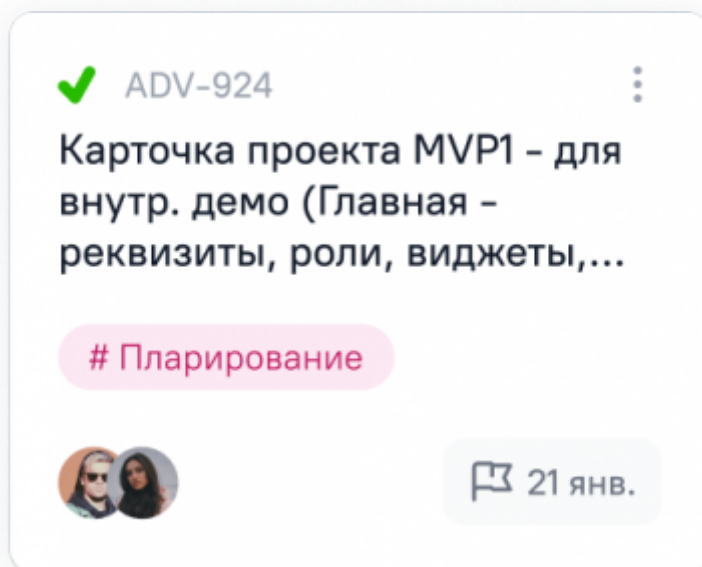 ADV-924
Карточка проекта MVP1 - для
внутр. демо (Главная -
реквизиты, роли, виджеты,...
# Пларирование
21 янв.